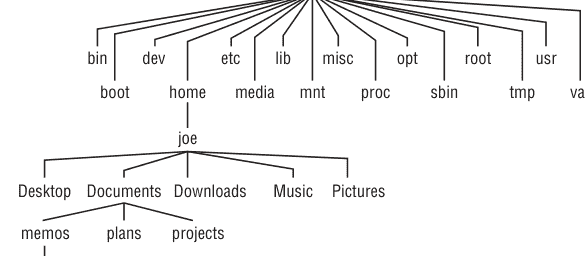 bin dev etc lib misc opt root usr
boot home media mnt proc sbin tmp va
joe
Desktop Documents Downloads Music Pictures
memos plans projects